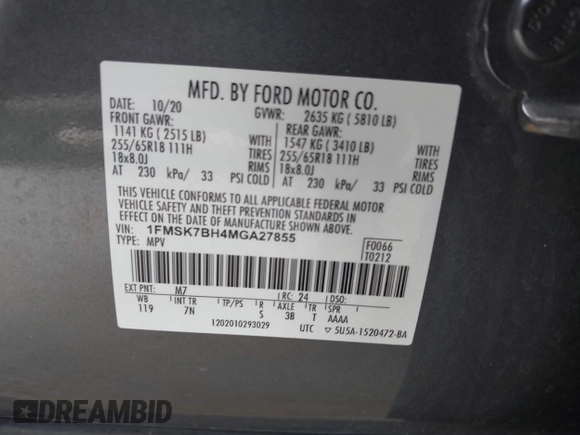 MFD. BY FORD MOTOR CO.
DATE: 10/20 GVWR: 2635 KG ( 5810 LB)
FRONT GAWR: REAR GAWR:
1141 KG ( 2515 LB) WITH 1547 KG ( 3410 LB) WITH
255/65R18 111H TIRES 255/65R18 111H TIRES
18x8.0J RIMS 18x8.0J RIMS
AT 230 kPa/ 33 PSI COLD AT 230 kPa/ 33 PSI COLD
THIS VEHICLE CONFORMS TO ALL APPLICABLE FEDERAL MOTOR
VEHICLE SAFETY AND THEFT PREVENTION STANDARDS IN
EFFECT ON THE DATE OF MANUFACTURE SHOWN ABOVE.
VIN: 1FMSK7BH4MGA27855
TYPE: MPV
F0066
T0212
EXT PNT: M7 RC: 24 DSO:
WB INT TR TP/PS R AXLE TR SPR
119 7N S 3B T AAAA
1202010293029 UTC ▽ 5U5A-1520472-BA
DREAMBID